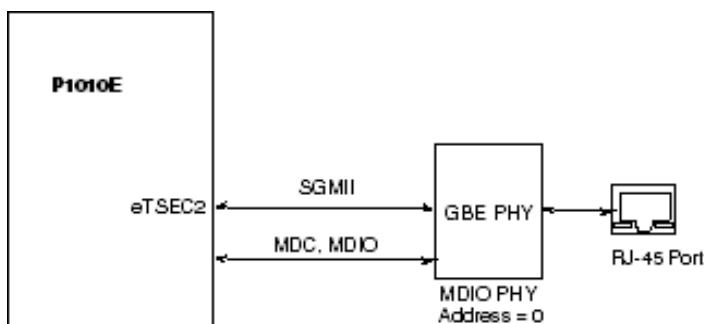 P1010E
SGMII
eTSEC2
GBE PHY
MDC, MDIO
RJ-45 Port
MDIO PHY
Address = 0